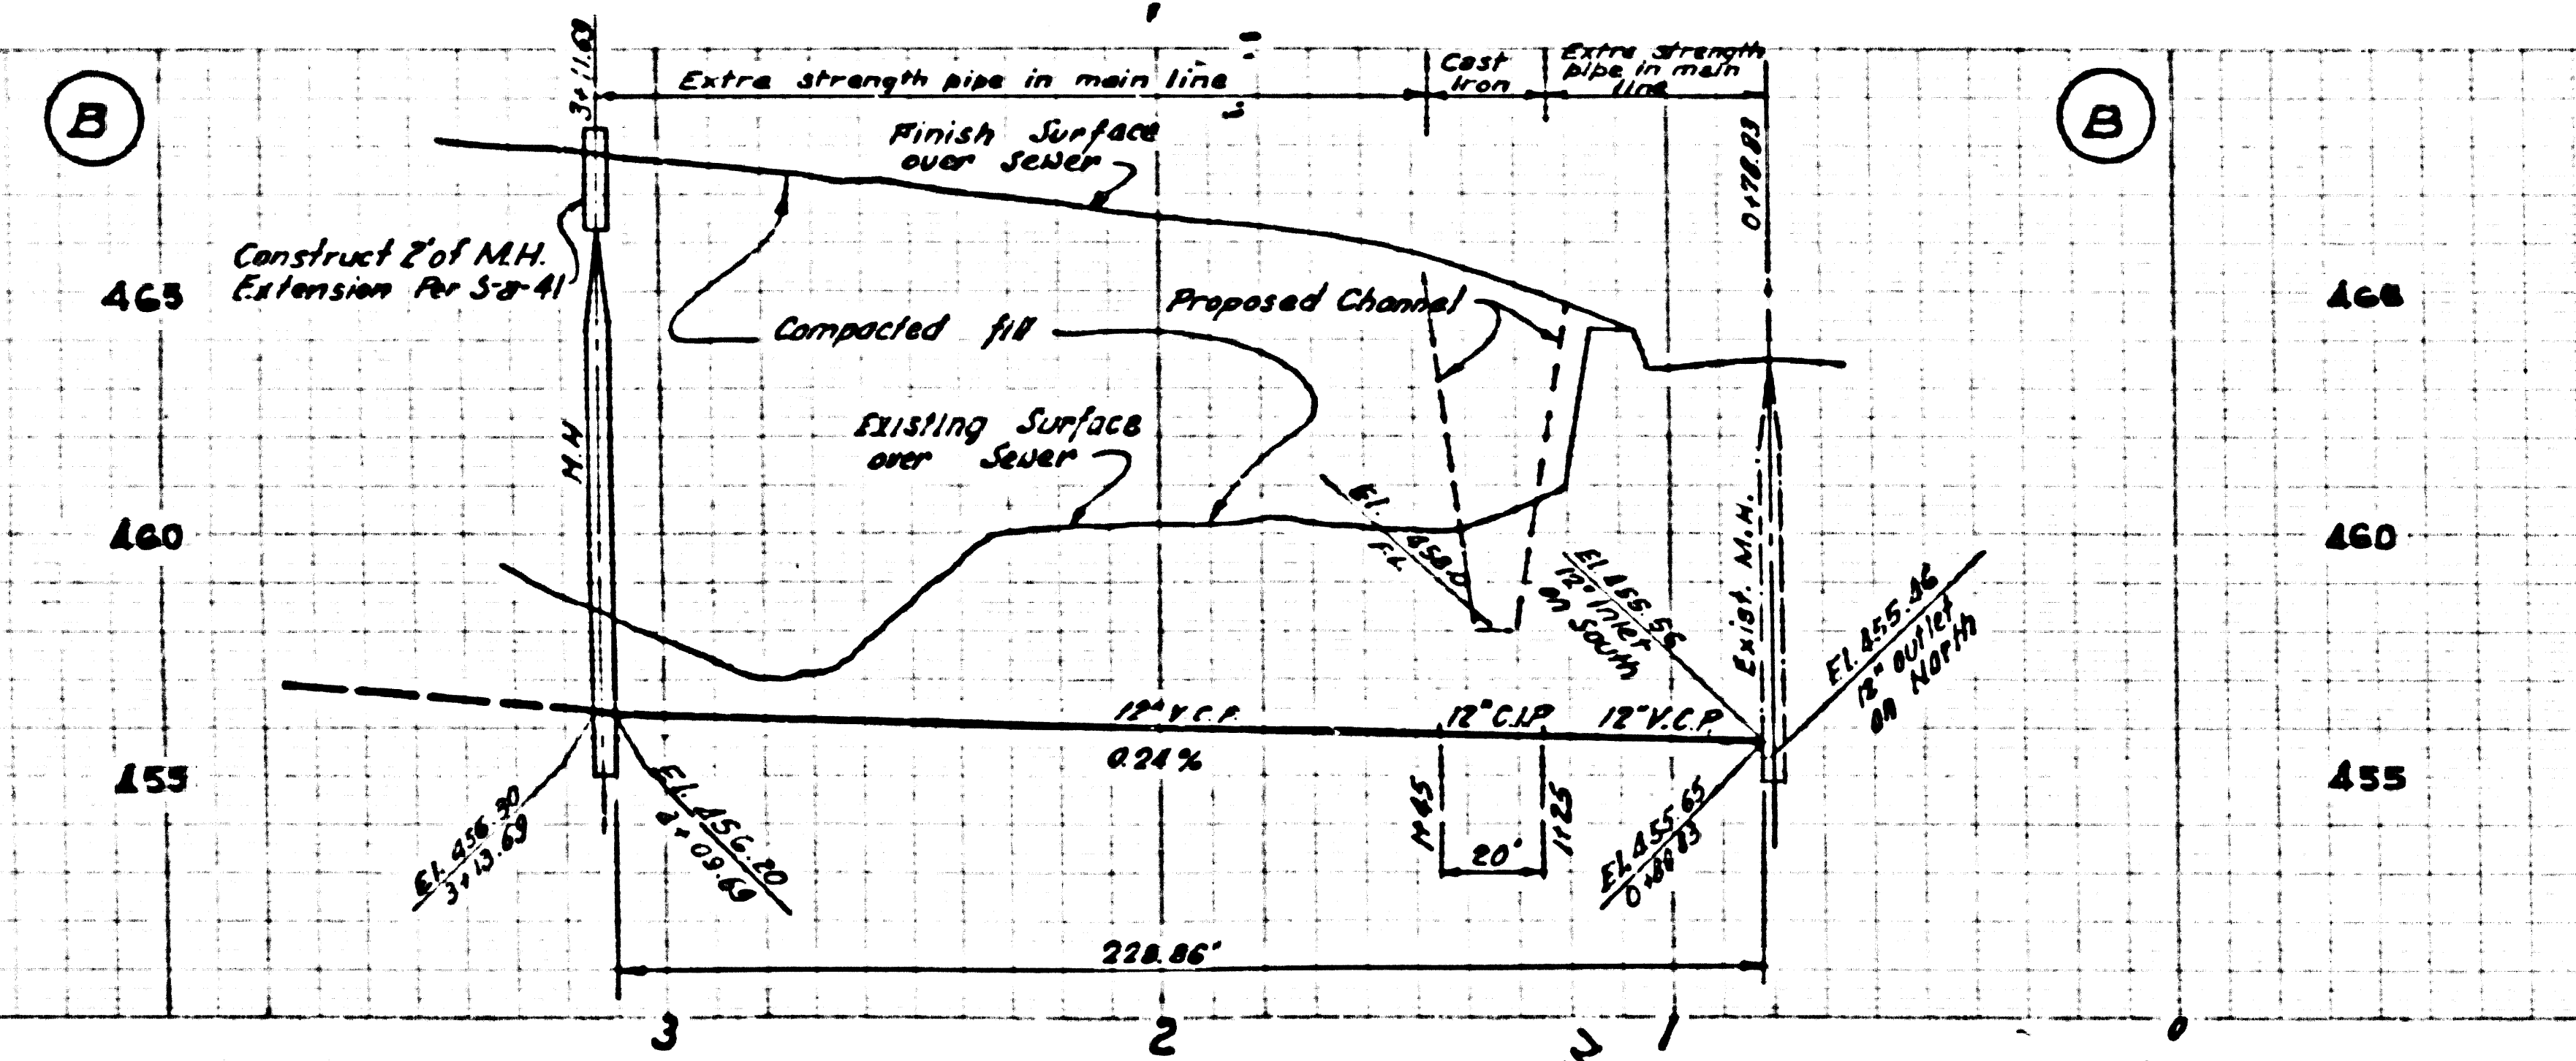 B
3+11.69
Extra strength pipe in main line
Cast
Iron
Extra strength
pipe in main
line
B
Finish Surface
over Sewer
0+78.83
Construct 2' of M.H.
Extension Per S-a-41
465
Proposed Channel
465
Compacted fill
M.H
Existing Surface
over Sewer
El. 458.0
F.L.
460
Exist. M.H.
460
El. 455.56
12" Inlet
on South
El. 455.46
12" Outlet
on North
12" V.C.P.
12" C.I.P.
12" V.C.P.
0.24%
455
455
El. 456.30
3+13.69
El. 456.20
3+09.69
1+45
20'
1+25
El. 455.65
0+80.83
228.86'
3
2
1
0